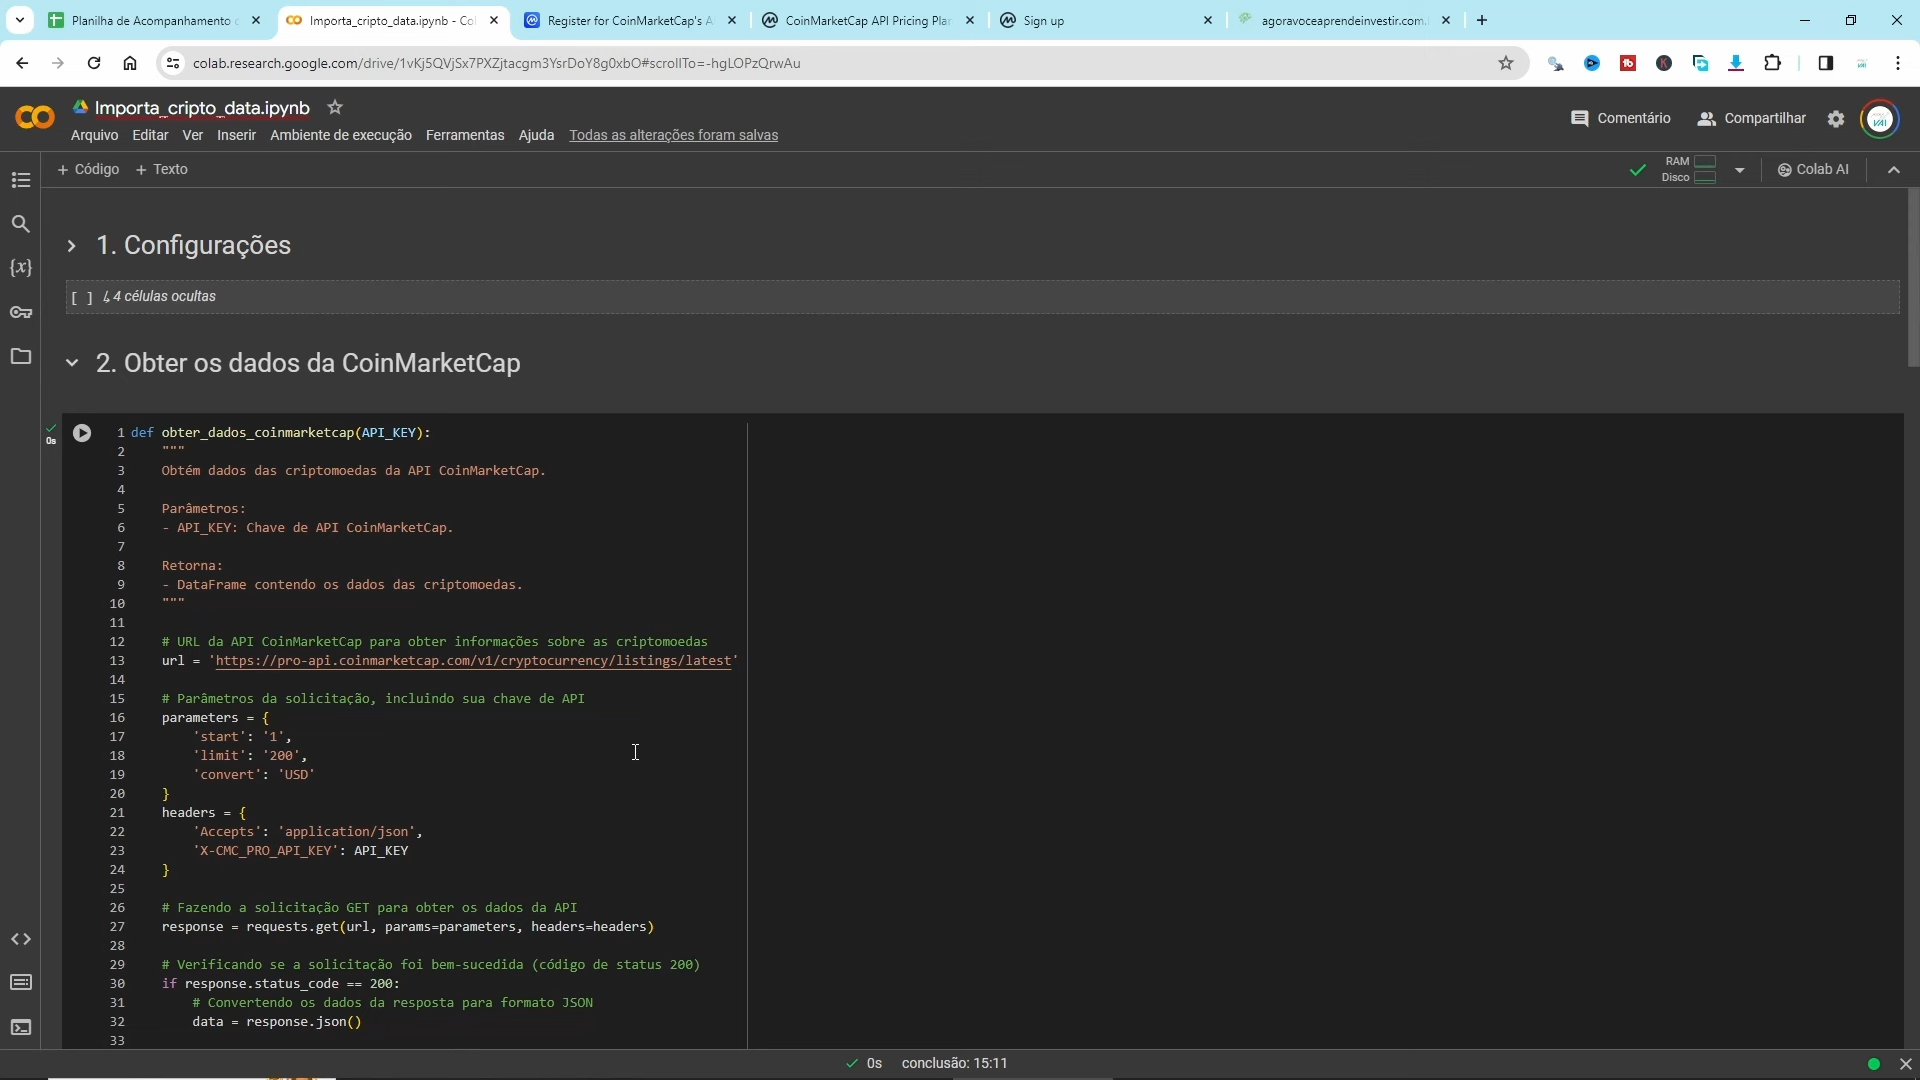 Planilha de Acompanhamento
Importa_cripto_data.ipynb - Co
Register for CoinMarketCap's A
CoinMarketCap API Pricing Plan
Sign up
agoravoceaprendeinvestir.com.
colab.research.google.com/drive/1vKj5QVjSx7PXZjtacgm3YsrDoY8g0xbO#scrollTo=-hgLOPzQrwAu
Importa_cripto_data.ipynb
Arquivo Editar Ver Inserir Ambiente de execução Ferramentas Ajuda Todas as alterações foram salvas
Comentário Compartilhar
+ Código + Texto
RAM
Disco
Colab AI
1. Configurações
[ ] ↳ 4 células ocultas
2. Obter os dados da CoinMarketCap
0s
1 def obter_dados_coinmarketcap(API_KEY):
2 """
3 Obtém dados das criptomoedas da API CoinMarketCap.
4
5 Parâmetros:
6 - API_KEY: Chave de API CoinMarketCap.
7
8 Retorna:
9 - DataFrame contendo os dados das criptomoedas.
10 """
11
12 # URL da API CoinMarketCap para obter informações sobre as criptomoedas
13 url = 'https://pro-api.coinmarketcap.com/v1/cryptocurrency/listings/latest'
14
15 # Parâmetros da solicitação, incluindo sua chave de API
16 parameters = {
17 'start': '1',
18 'limit': '200',
19 'convert': 'USD'
20 }
21 headers = {
22 'Accepts': 'application/json',
23 'X-CMC_PRO_API_KEY': API_KEY
24 }
25
26 # Fazendo a solicitação GET para obter os dados da API
27 response = requests.get(url, params=parameters, headers=headers)
28
29 # Verificando se a solicitação foi bem-sucedida (código de status 200)
30 if response.status_code == 200:
31 # Convertendo os dados da resposta para formato JSON
32 data = response.json()
33
0s conclusão: 15:11